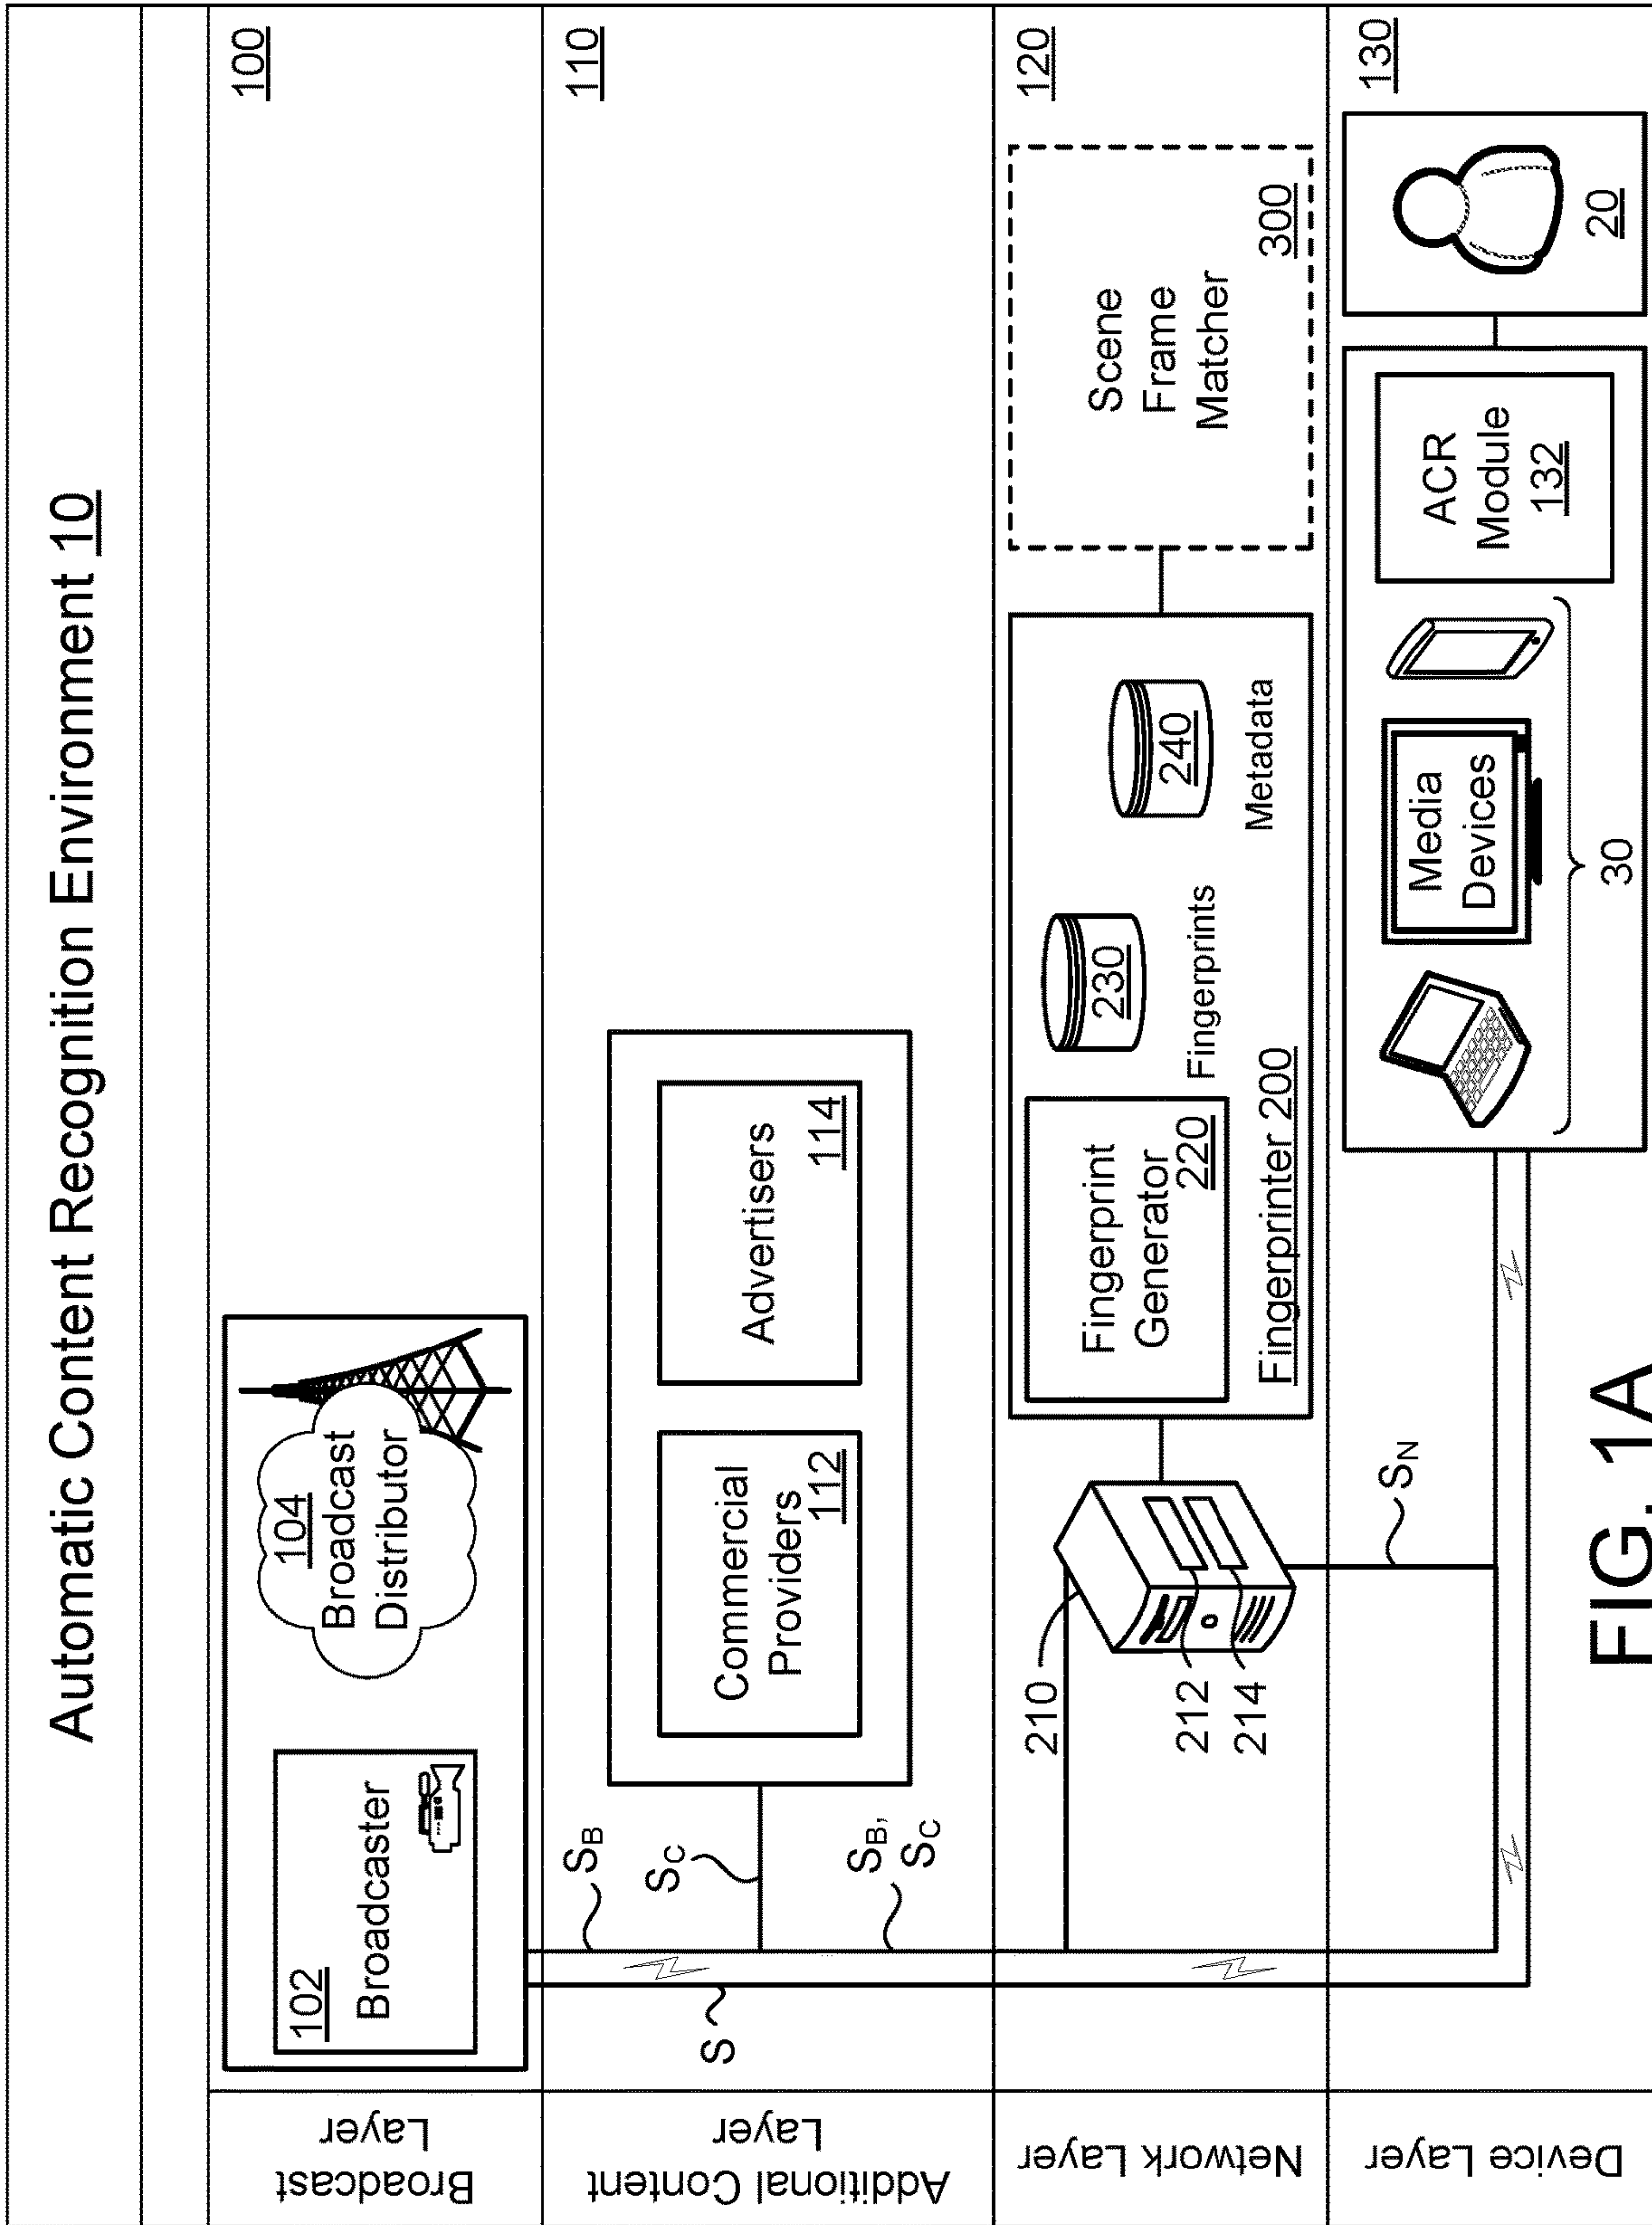 Automatic Content Recognition Environment 10
Broadcast
Layer
100
102
Broadcaster
104
Broadcast
Distributor
Additional Content
Layer
110
S
SB
SC
SB,
SC
Commercial
Providers
112
Advertisers
114
Network Layer
120
210
212
214
Fingerprint
Generator
220
Fingerprinter 200
230
Fingerprints
240
Metadata
Scene
Frame
Matcher
300
SN
Device Layer
130
Media
Devices
30
ACR
Module
132
20
FIG. 1A